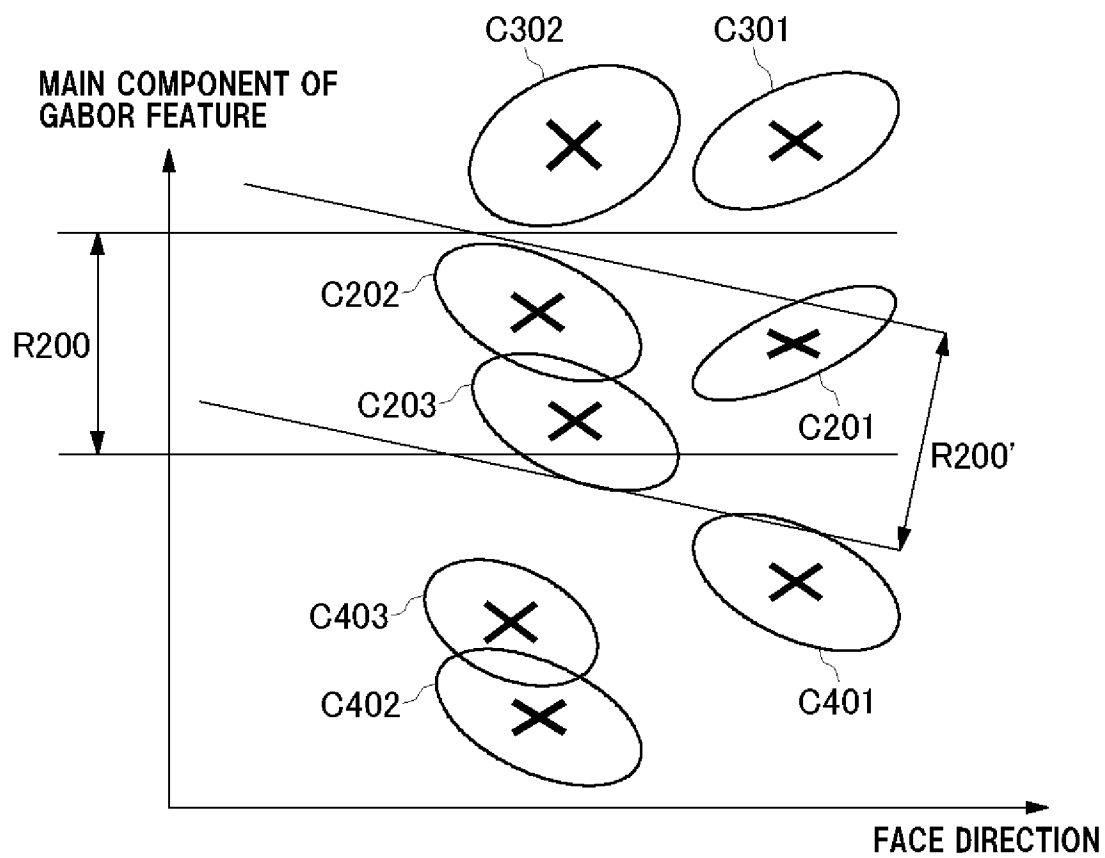 C302
C301
MAIN COMPONENT OF
GABOR FEATURE
C202
R200
C203
C201
R200'
C403
C402
C401
FACE DIRECTION